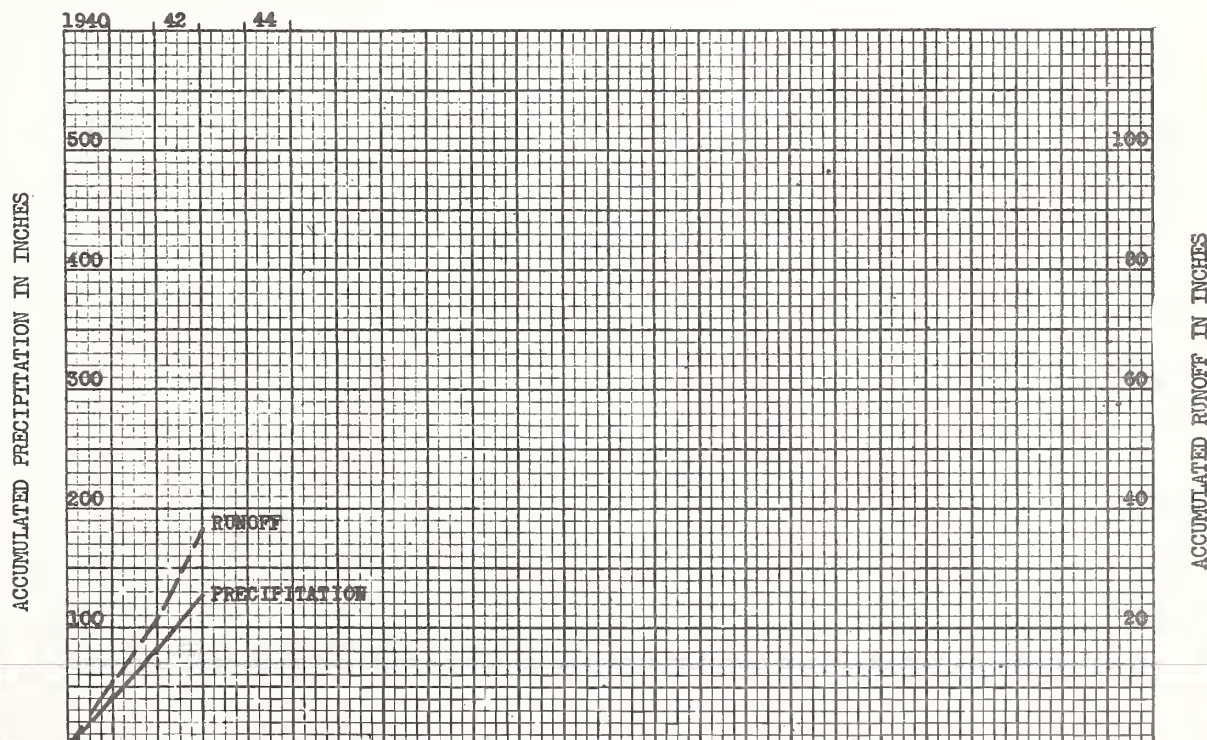 1940 42 44
500 100
400 80
300 60
200 40
RUNOFF
PRECIPITATION
100 20
ACCUMULATED PRECIPITATION IN INCHES
ACCUMULATED RUNOFF IN INCHES